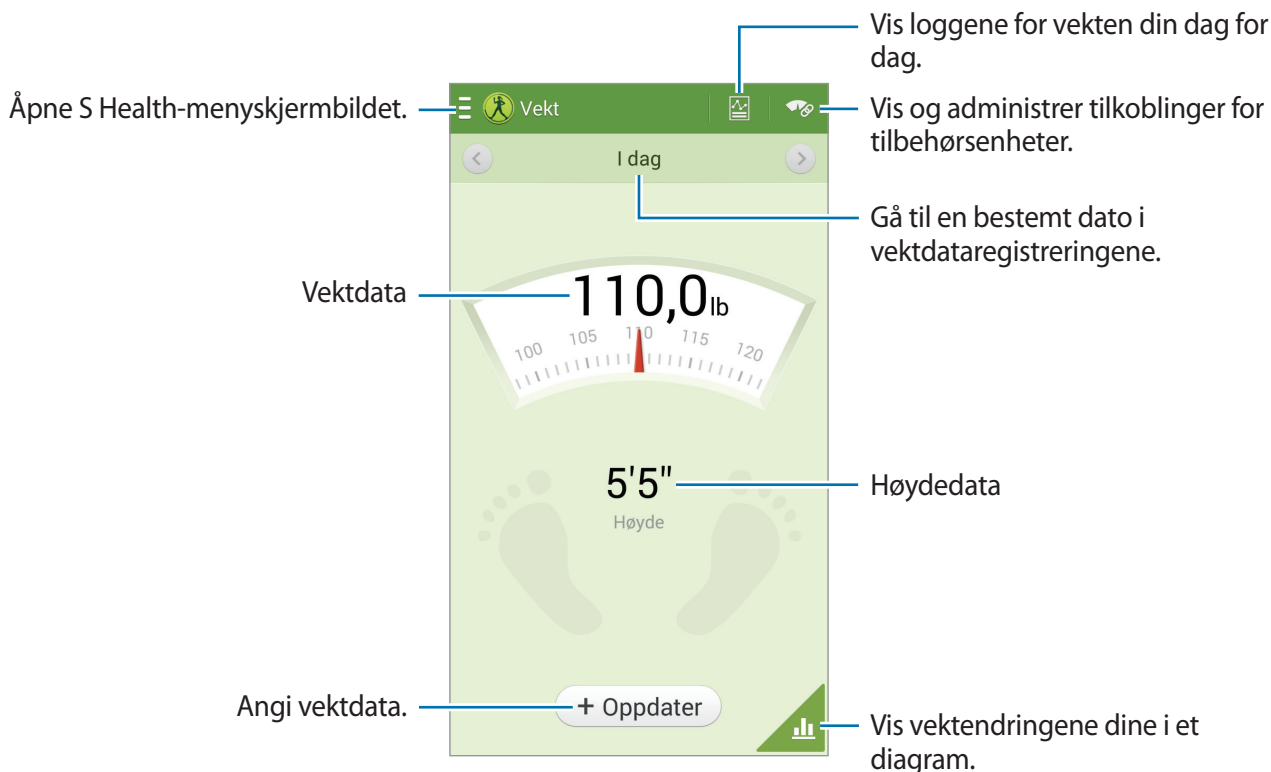 Vis loggene for vekten din dag for
dag.
Åpne S Health-menyskjermbildet.
Vekt
Vis og administrer tilkoblinger for
tilbehørsenheter.
I dag
Gå til en bestemt dato i
vektdataregistreringene.
Vektdata
110,0lb
100 105 110 115 120
5'5"
Høyde
Høydedata
Angi vektdata.
+ Oppdater
Vis vektendringene dine i et
diagram.